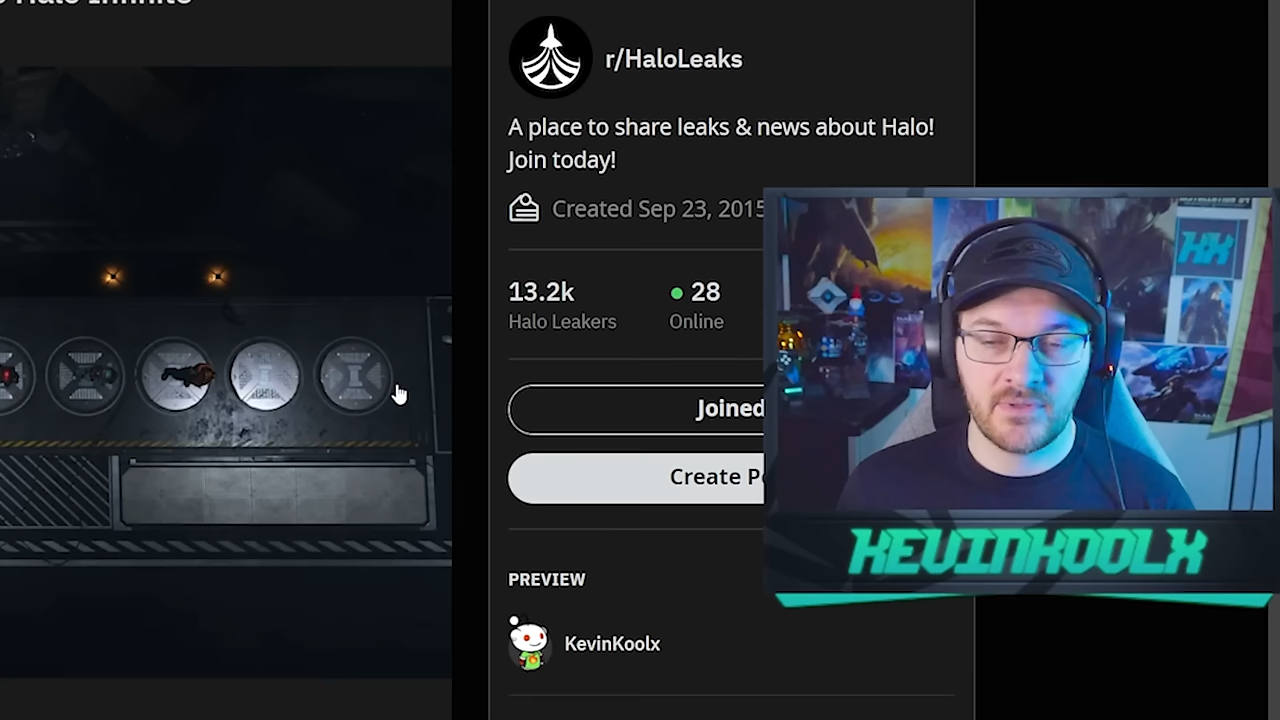 Halo Infinite
r/HaloLeaks
A place to share leaks & news about Halo!
Join today!
Created Sep 23, 2015
13.2k
28
Halo Leakers
Online
Joined
Create
PREVIEW
KevinKoolx
HX
KEVINKOOLX